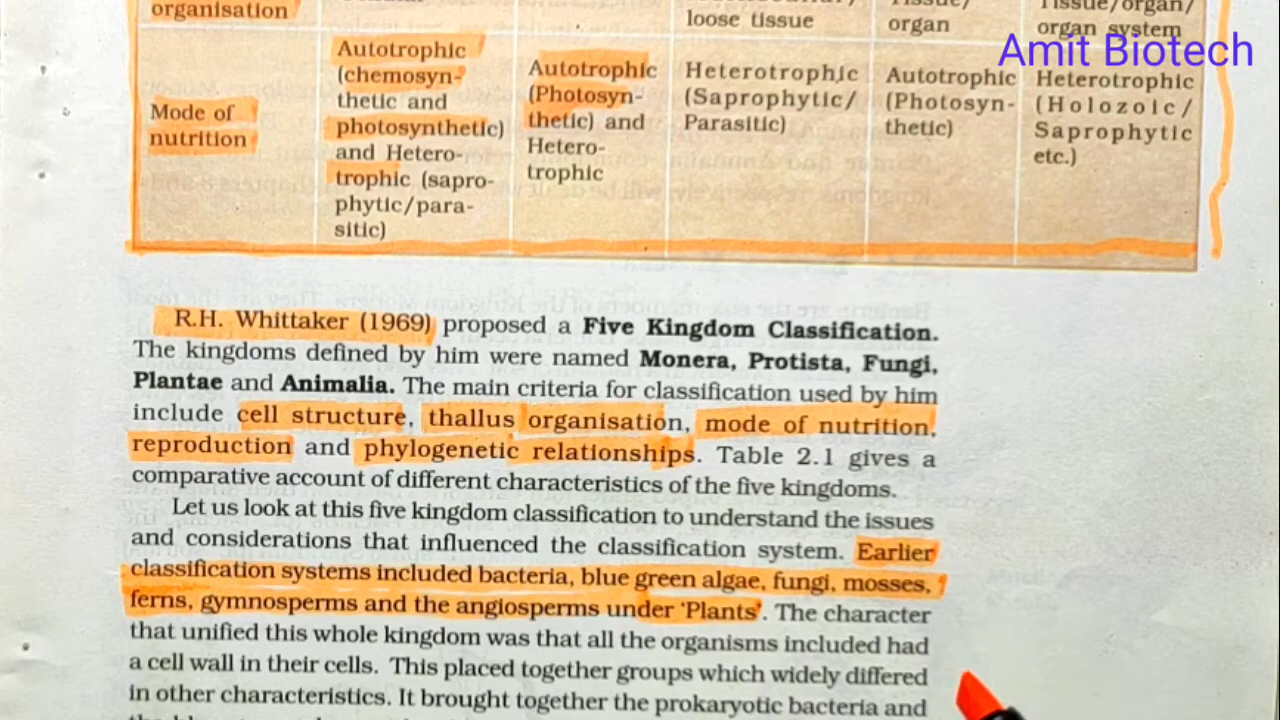 organisation
loose tissue
organ
Tissue/organ/
organ system
Amit Biotech
Mode of
nutrition
Autotrophic
(chemosyn-
thetic and
photosynthetic)
and Hetero-
trophic (sapro-
phytic/para-
sitic)
Autotrophic
(Photosyn-
thetic) and
Hetero-
trophic
Heterotrophic
(Saprophytic/
Parasitic)
Autotrophic
(Photosyn-
thetic)
Heterotrophic
(Holozoic/
Saprophytic
etc.)
R.H. Whittaker (1969) proposed a Five Kingdom Classification.
The kingdoms defined by him were named Monera, Protista, Fungi,
Plantae and Animalia. The main criteria for classification used by him
include cell structure, thallus organisation, mode of nutrition,
reproduction and phylogenetic relationships. Table 2.1 gives a
comparative account of different characteristics of the five kingdoms.
Let us look at this five kingdom classification to understand the issues
and considerations that influenced the classification system. Earlier
classification systems included bacteria, blue green algae, fungi, mosses,
ferns, gymnosperms and the angiosperms under 'Plants'. The character
that unified this whole kingdom was that all the organisms included had
a cell wall in their cells. This placed together groups which widely differed
in other characteristics. It brought together the prokaryotic bacteria and